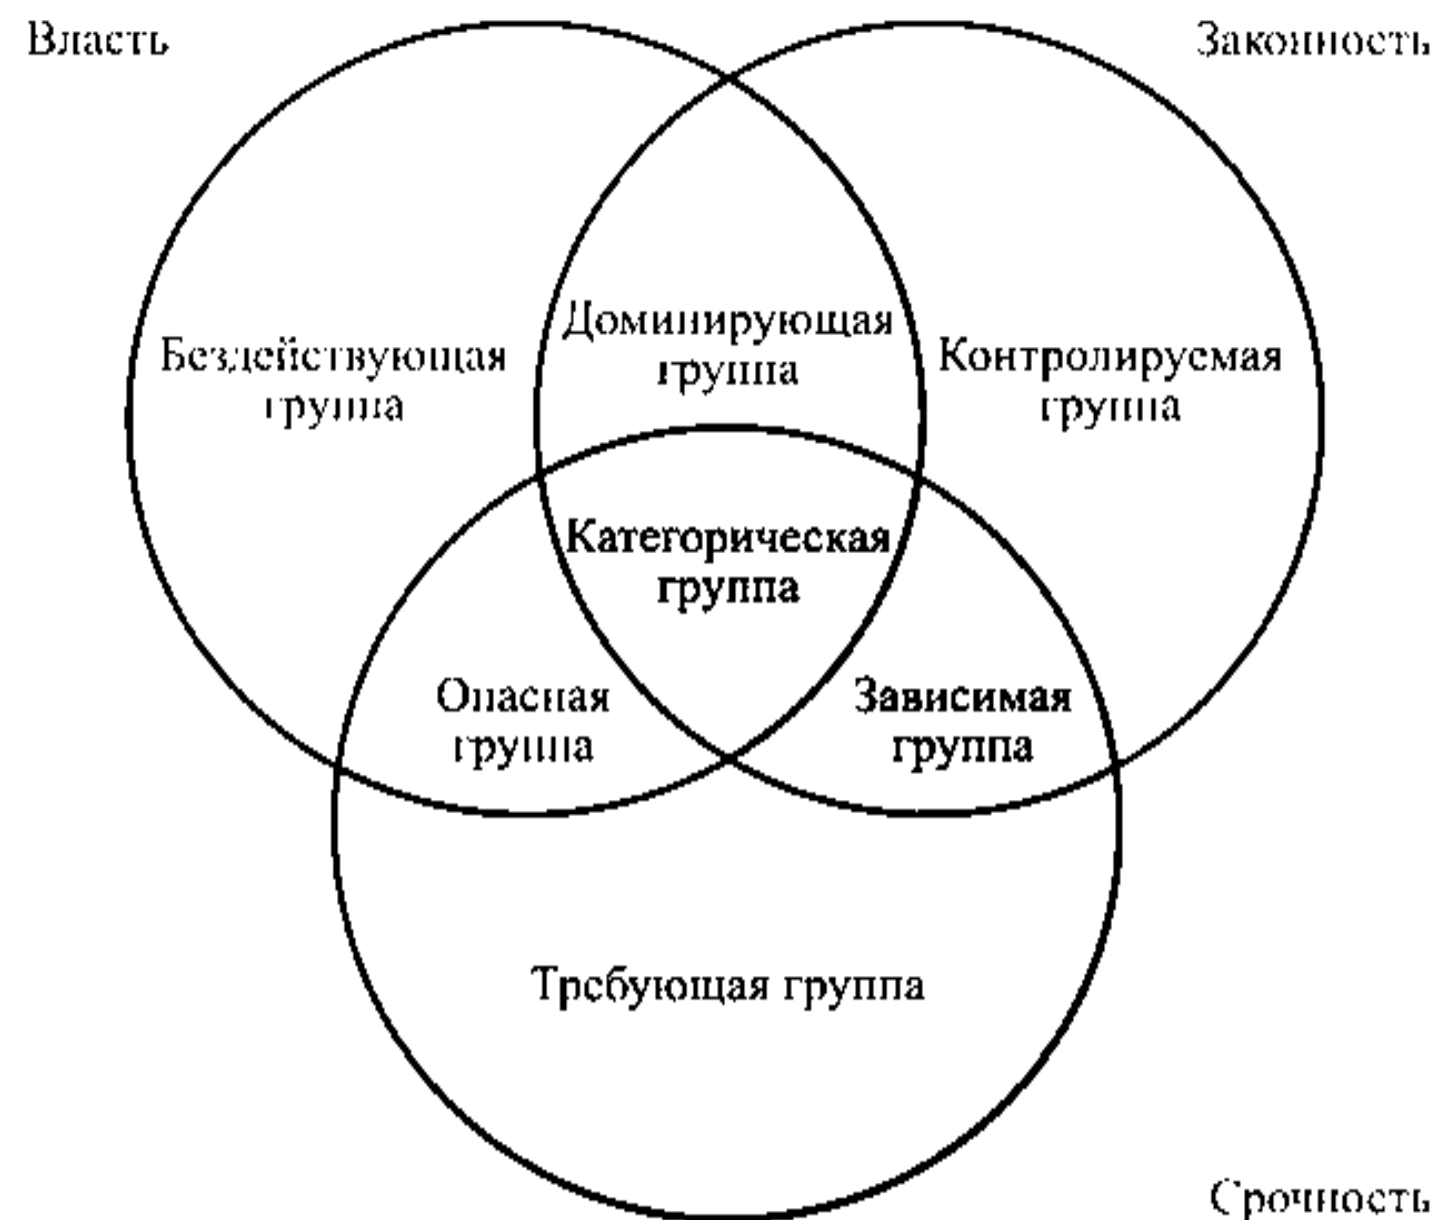 Власть
Законность
Доминирующая
группа
Бездействующая
группа
Контролируемая
группа
Категорическая
группа
Опасная
группа
Зависимая
группа
Требующая группа
Срочность